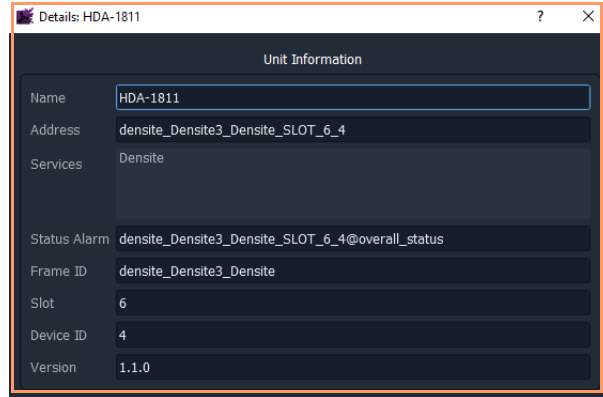 Details: HDA-1811 ? ×
Unit Information
Name HDA-1811
Address densite_Densite3_Densite_SLOT_6_4
Services Densite
Status Alarm densite_Densite3_Densite_SLOT_6_4@overall_status
Frame ID densite_Densite3_Densite
Slot 6
Device ID 4
Version 1.1.0